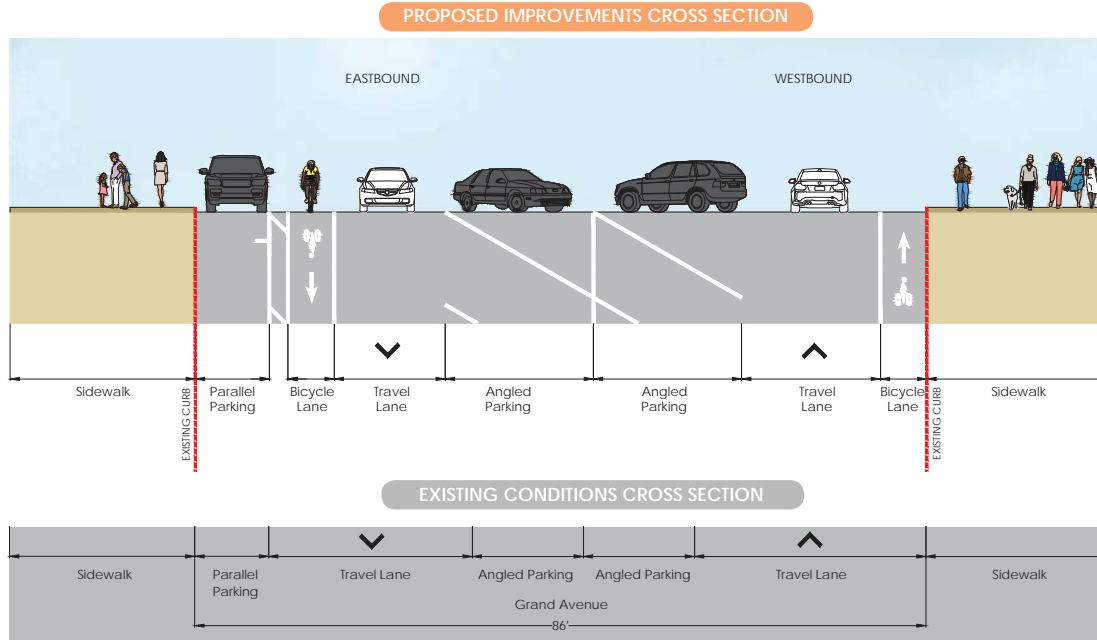 PROPOSED IMPROVEMENTS CROSS SECTION
EASTBOUND
WESTBOUND
Sidewalk
EXISTING CURB
Parallel
Parking
Bicycle
Lane
Travel
Lane
Angled
Parking
Angled
Parking
Travel
Lane
Bicycle
Lane
EXISTING CURB
Sidewalk
EXISTING CONDITIONS CROSS SECTION
Sidewalk
Parallel
Parking
Travel Lane
Angled Parking
Angled Parking
Travel Lane
Sidewalk
Grand Avenue
86'